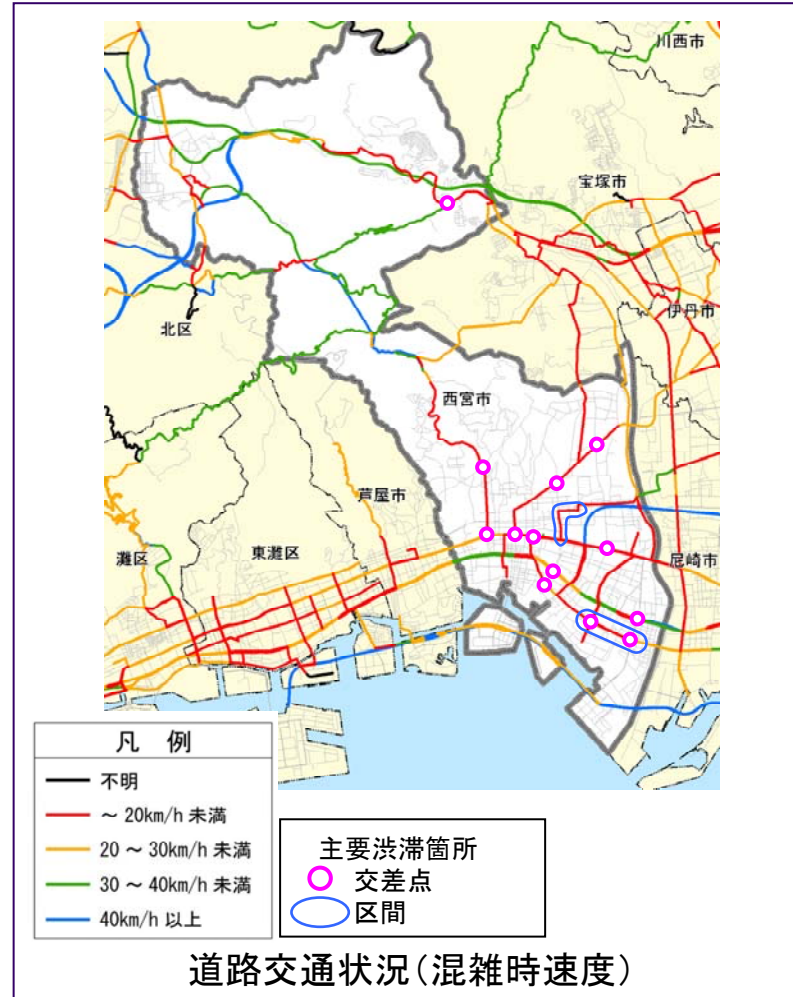 川西市
宝塚市
伊丹市
北区
西宮市
芦屋市
灘区
東灘区
尼崎市
凡 例
不明
~ 20km/h 未満
20 ~ 30km/h 未満
30 ~ 40km/h 未満
40km/h 以上
主要渋滞箇所
交差点
区間
道路交通状況(混雑時速度)